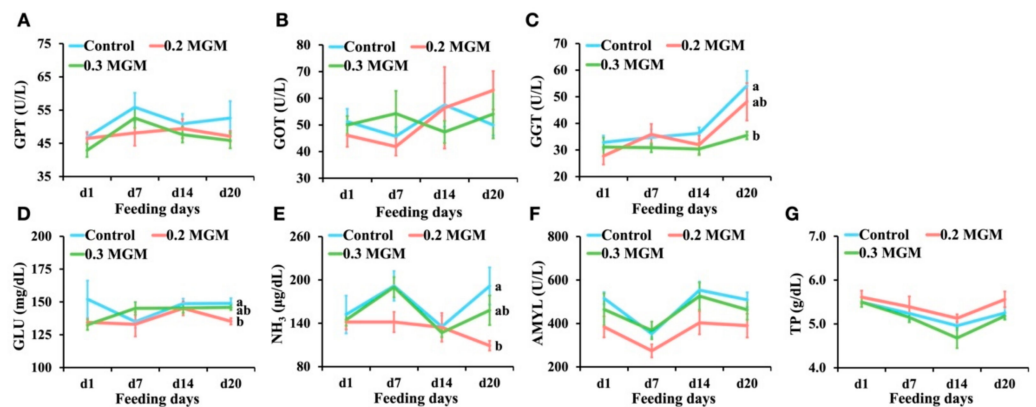 A
Control 0.2 MGM
0.3 MGM
GPT (U/L)
75
65
55
45
35
d1 d7 d14 d20
Feeding days
B
Control 0.2 MGM
0.3 MGM
GOT (U/L)
80
70
60
50
40
30
d1 d7 d14 d20
Feeding days
C
Control 0.2 MGM
0.3 MGM
GGT (U/L)
70
60
50
40
30
20
a
ab
b
d1 d7 d14 d20
Feeding days
D
Control 0.2 MGM
0.3 MGM
GLU (mg/dL)
200
175
150
125
100
a
ab
b
d1 d7 d14 d20
Feeding days
E
Control 0.2 MGM
0.3 MGM
NH₃ (µg/dL)
260
200
140
80
a
ab
b
d1 d7 d14 d20
Feeding days
F
Control 0.2 MGM
0.3 MGM
AMYL (U/L)
800
600
400
200
d1 d7 d14 d20
Feeding days
G
Control 0.2 MGM
0.3 MGM
TP (g/dL)
7.0
6.0
5.0
4.0
d1 d7 d14 d20
Feeding days